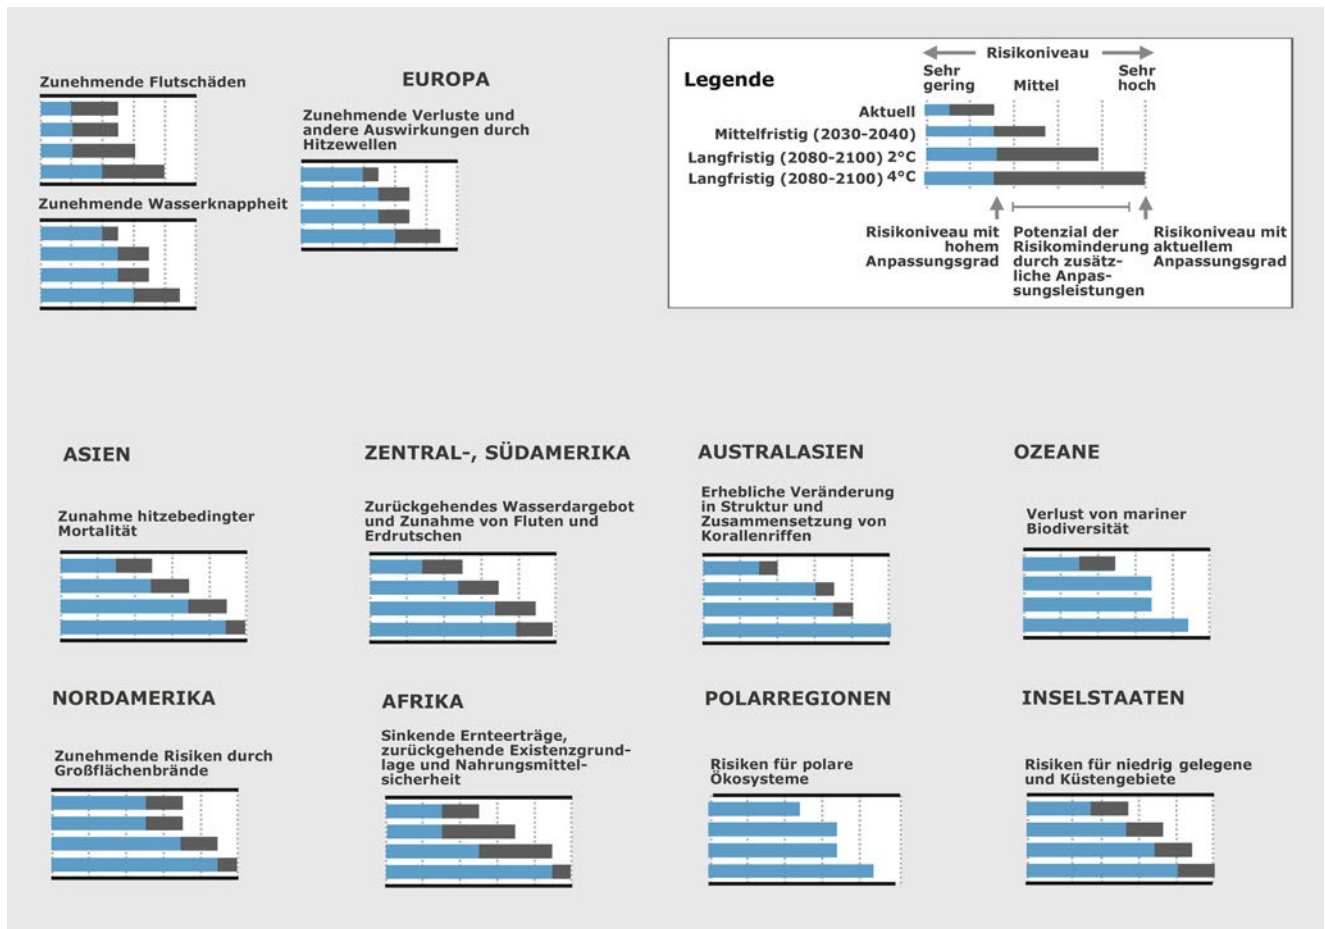 Zunehmende Flutschäden
EUROPA
Zunehmende Verluste und
andere Auswirkungen durch
Hitzewellen
Zunehmende Wasserknappheit
Legende
Risikoniveau
Sehr
gering
Mittel
Sehr
hoch
Aktuell
Mittelfristig (2030-2040)
Langfristig (2080-2100) 2°C
Langfristig (2080-2100) 4°C
Risikoniveau mit
hohem
Anpassungsgrad
Potenzial der
Risikominderung
durch zusätz-
liche Anpas-
sungsleistungen
Risikoniveau mit
aktuellem
Anpassungsgrad
ASIEN
Zunahme hitzebedingter
Mortalität
ZENTRAL-, SÜDAMERIKA
Zurückgehendes Wasserdargebot
und Zunahme von Fluten und
Erdrutschen
AUSTRALASIEN
Erhebliche Veränderung
in Struktur und
Zusammensetzung von
Korallenriffen
OZEANE
Verlust von mariner
Biodiversität
NORDAMERIKA
Zunehmende Risiken durch
Großflächenbrände
AFRIKA
Sinkende Ernteerträge,
zurückgehende Existenzgrund-
lage und Nahrungsmittel-
sicherheit
POLARREGIONEN
Risiken für polare
Ökosysteme
INSELSTAATEN
Risiken für niedrig gelegene
und Küstengebiete